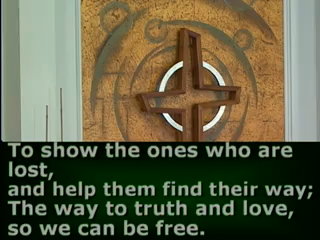 To show the ones who are
lost,
and help them find their way;
The way to truth and love,
so we can be free.